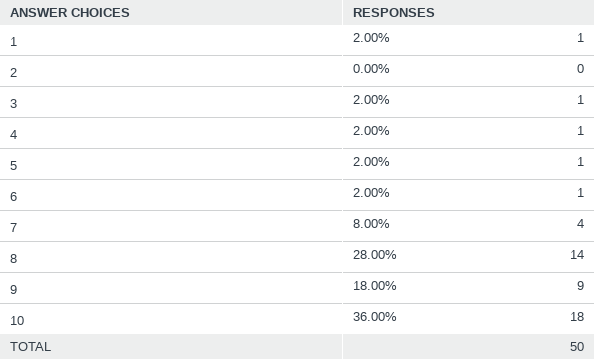 ANSWER CHOICES RESPONSES
1 2.00% 1
2 0.00% 0
3 2.00% 1
4 2.00% 1
5 2.00% 1
6 2.00% 1
7 8.00% 4
8 28.00% 14
9 18.00% 9
10 36.00% 18
TOTAL 50